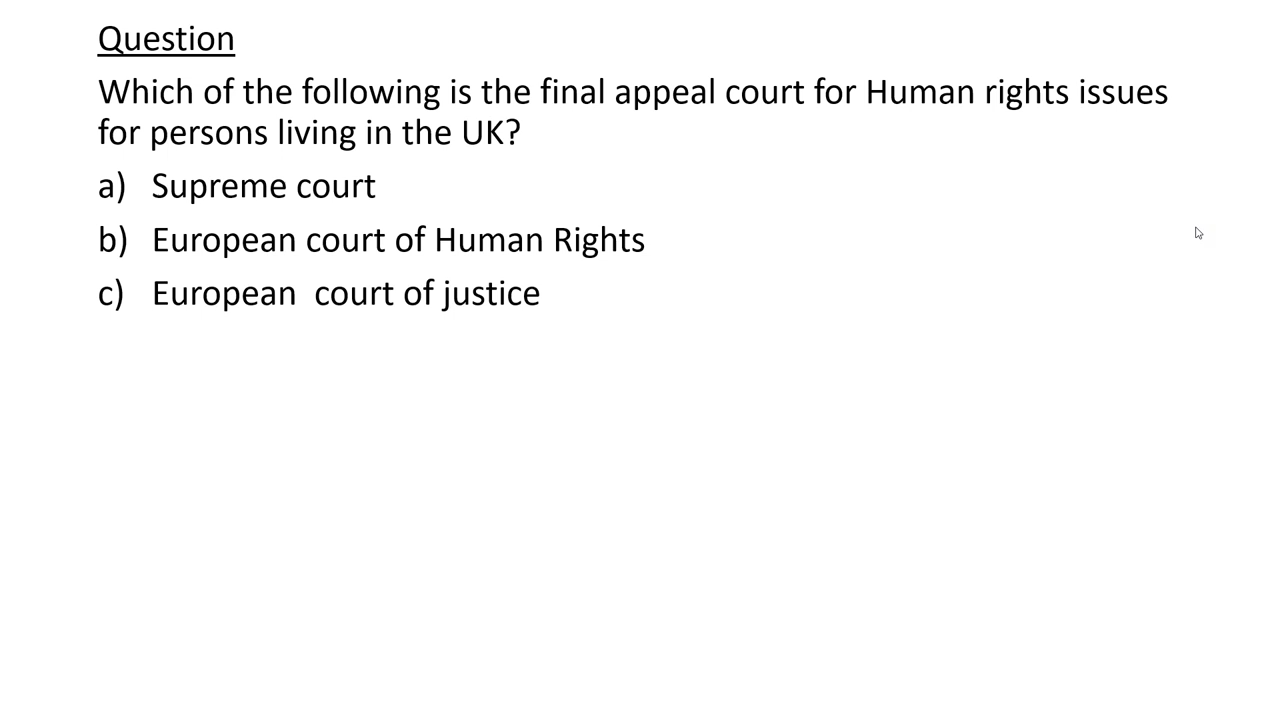 Question
Which of the following is the final appeal court for Human rights issues
for persons living in the UK?
a) Supreme court
b) European court of Human Rights
c) European  court of justice